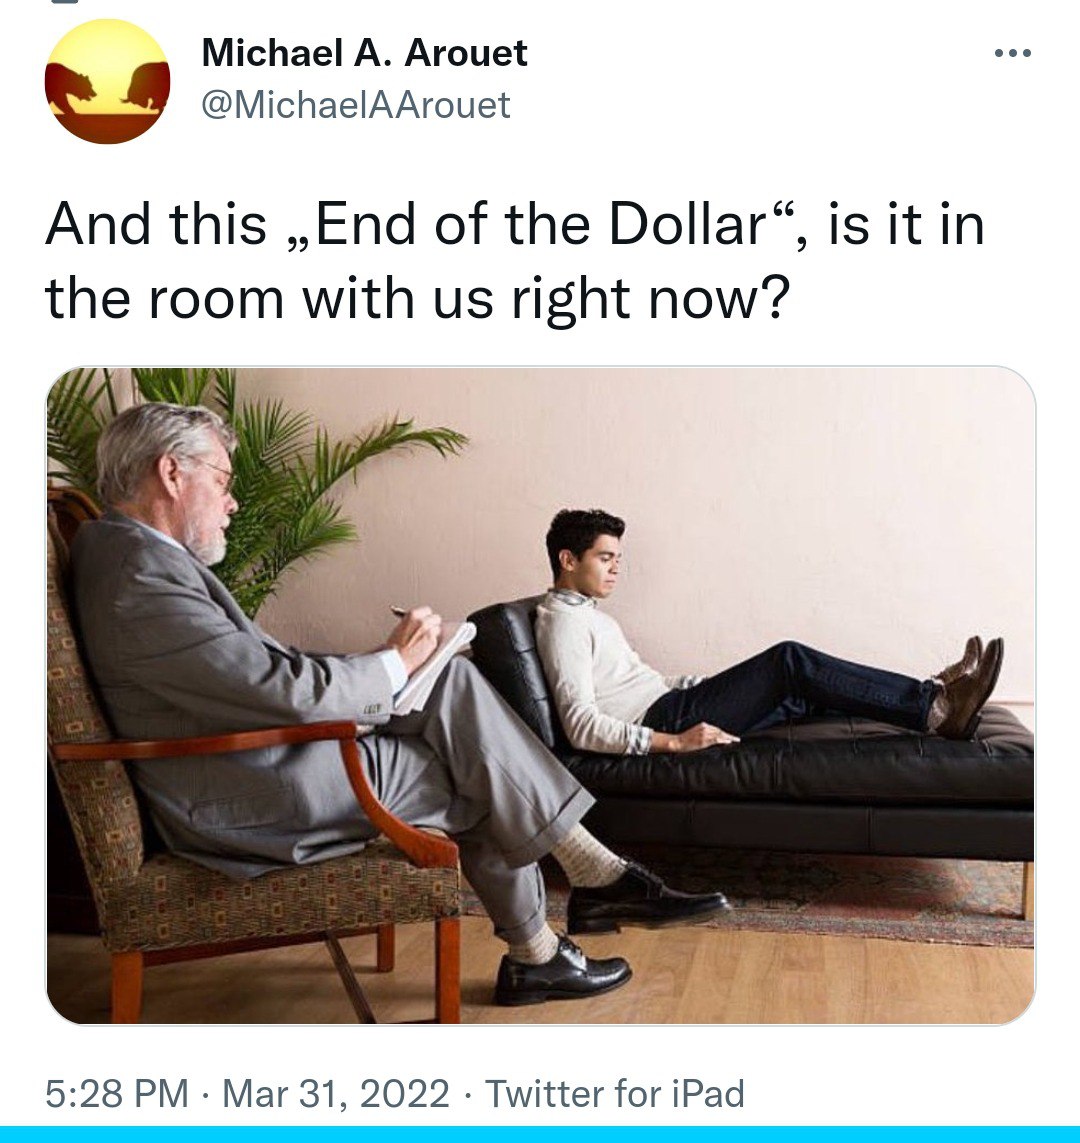 Michael A. Arouet
@MichaelAArouet
And this „End of the Dollar“, is it in
the room with us right now?
5:28 PM · Mar 31, 2022 · Twitter for iPad